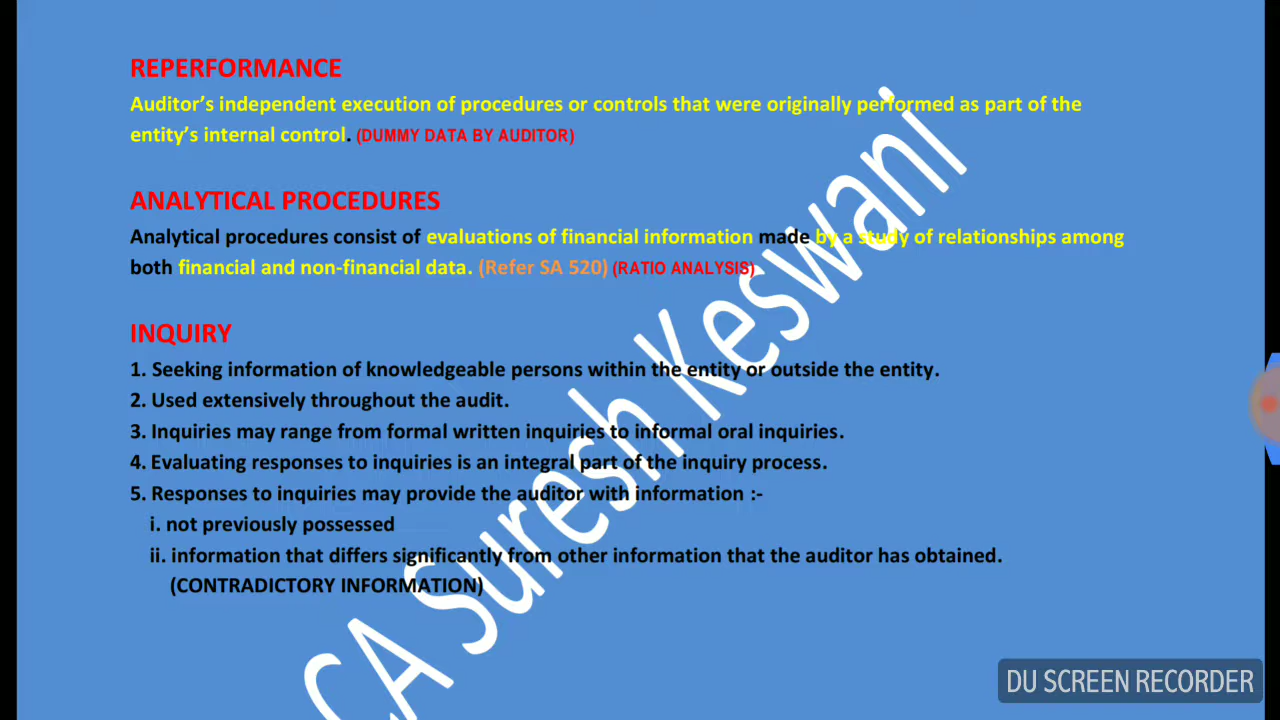 REPERFORMANCE
Auditor’s independent execution of procedures or controls that were originally performed as part of the
entity’s internal control. (DUMMY DATA BY AUDITOR)
ANALYTICAL PROCEDURES
Analytical procedures consist of evaluations of financial information made by a study of relationships among
both financial and non-financial data. (Refer SA 520) (RATIO ANALYSIS)
INQUIRY
1. Seeking information of knowledgeable persons within the entity or outside the entity.
2. Used extensively throughout the audit.
3. Inquiries may range from formal written inquiries to informal oral inquiries.
4. Evaluating responses to inquiries is an integral part of the inquiry process.
5. Responses to inquiries may provide the auditor with information :-
i. not previously possessed
ii. information that differs significantly from other information that the auditor has obtained.
(CONTRADICTORY INFORMATION)
CA Suresh Keswani
DU SCREEN RECORDER